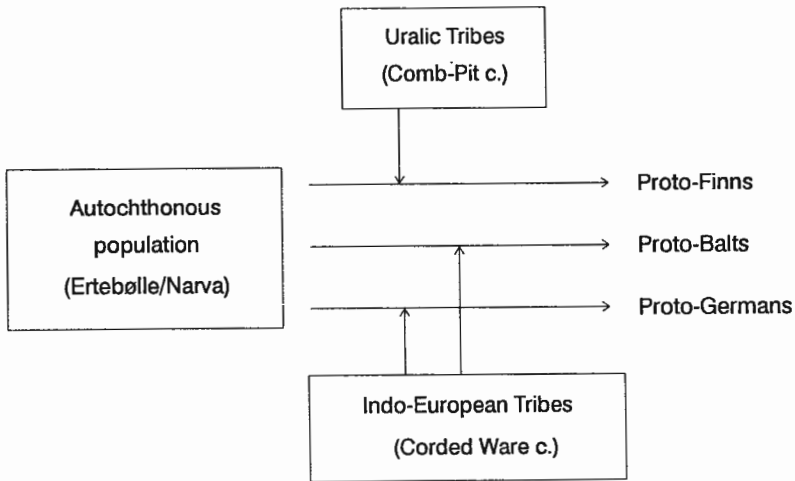 Uralic Tribes
(Comb-Pit c.)
Autochthonous
population
(Ertebølle/Narva)
Proto-Finns
Proto-Balts
Proto-Germans
Indo-European Tribes
(Corded Ware c.)